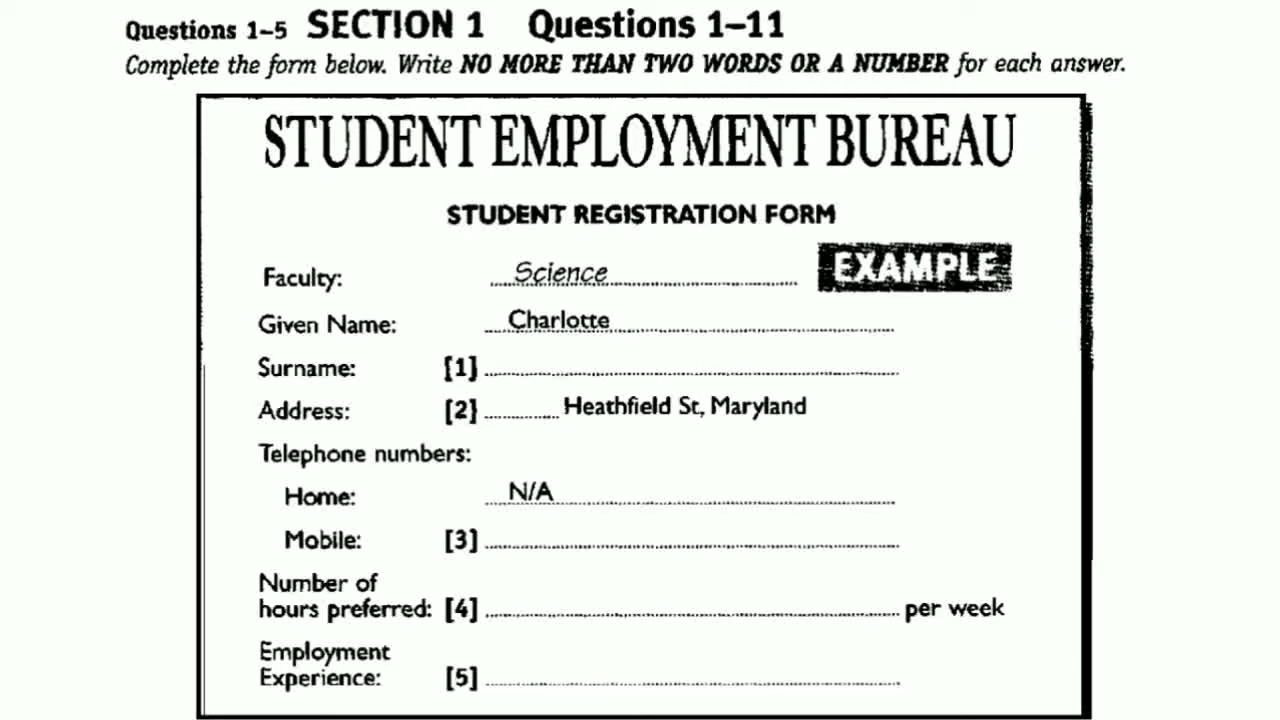 Questions 1–5 SECTION 1 Questions 1–11
Complete the form below. Write NO MORE THAN TWO WORDS OR A NUMBER for each answer.
STUDENT EMPLOYMENT BUREAU
STUDENT REGISTRATION FORM
Faculty: Science EXAMPLE
Given Name: Charlotte
Surname: [1]
Address: [2] Heathfield St, Maryland
Telephone numbers:
Home: N/A
Mobile: [3]
Number of
hours preferred: [4] per week
Employment
Experience: [5]